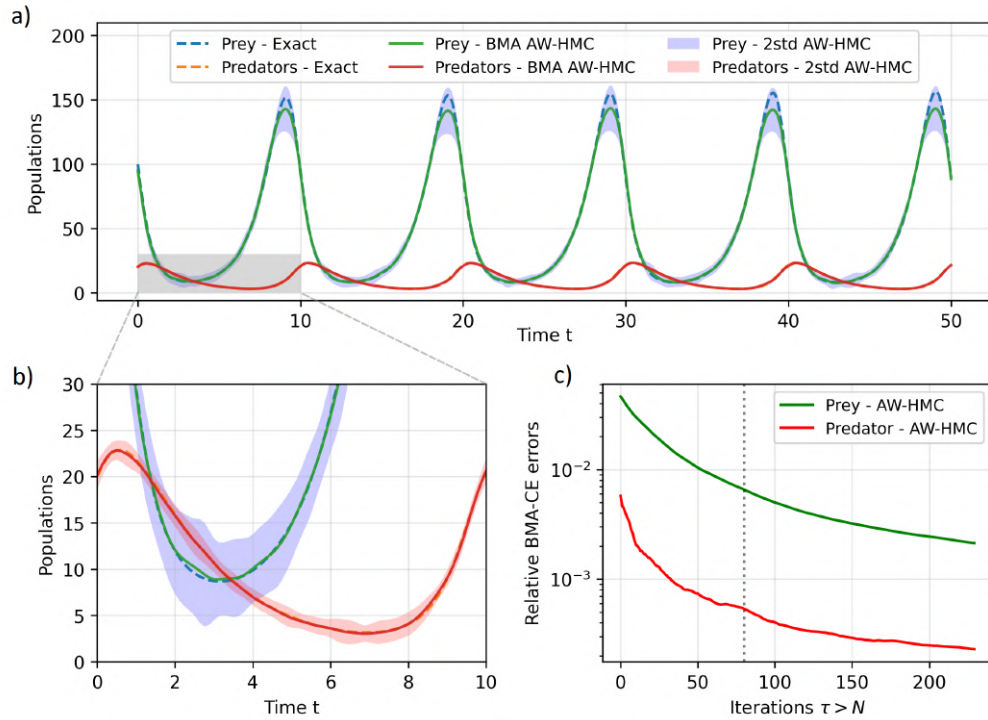 a)
200
150
100
50
0
Populations
Prey - Exact
Predators - Exact
Prey - BMA AW-HMC
Predators - BMA AW-HMC
Prey - 2std AW-HMC
Predators - 2std AW-HMC
0 10 20 30 40 50
Time t
b)
30
25
20
15
10
5
0
Populations
0 2 4 6 8 10
Time t
c)
Prey - AW-HMC
Predator - AW-HMC
10⁻²
10⁻³
Relative BMA-CE errors
0 50 100 150 200
Iterations τ > N